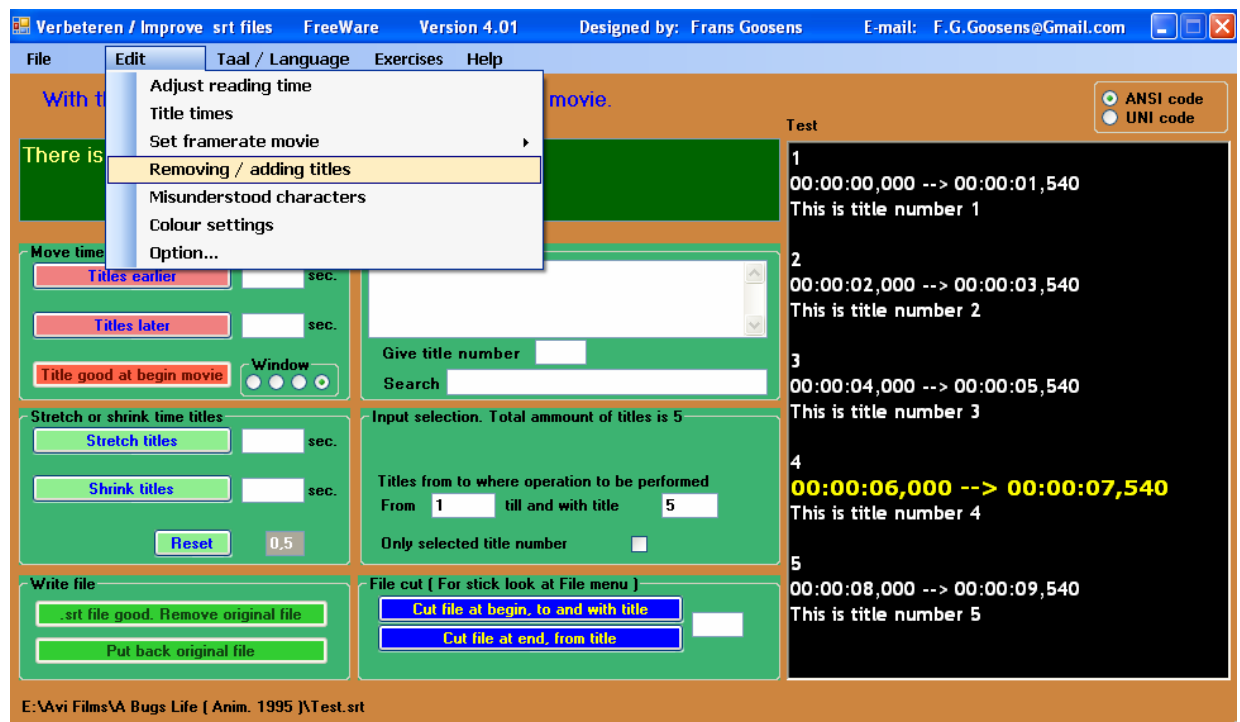 Verbeteren / Improve srt files FreeWare Version 4.01 Designed by: Frans Goosens E-mail: F.G.Goosens@Gmail.com
File Edit Taal / Language Exercises Help
Adjust reading time
Title times
Set framerate movie
Removing / adding titles
Misunderstood characters
Colour settings
Option...
With movie.
ANSI code
UNI code
There is
Move time
Titles earlier sec.
Titles later sec.
Title good at begin movie
Window
Give title number
Search
Stretch or shrink time titles
Stretch titles sec.
Shrink titles sec.
Reset 0,5
Input selection. Total ammount of titles is 5
Titles from to where operation to be performed
From 1 till and with title 5
Only selected title number
Write file
.srt file good. Remove original file
Put back original file
File cut ( For stick look at File menu )
Cut file at begin, to and with title
Cut file at end, from title
Test
1
00:00:00,000 --> 00:00:01,540
This is title number 1
2
00:00:02,000 --> 00:00:03,540
This is title number 2
3
00:00:04,000 --> 00:00:05,540
This is title number 3
4
00:00:06,000 --> 00:00:07,540
This is title number 4
5
00:00:08,000 --> 00:00:09,540
This is title number 5
E:\Avi Films\A Bugs Life ( Anim. 1995 )\Test.srt